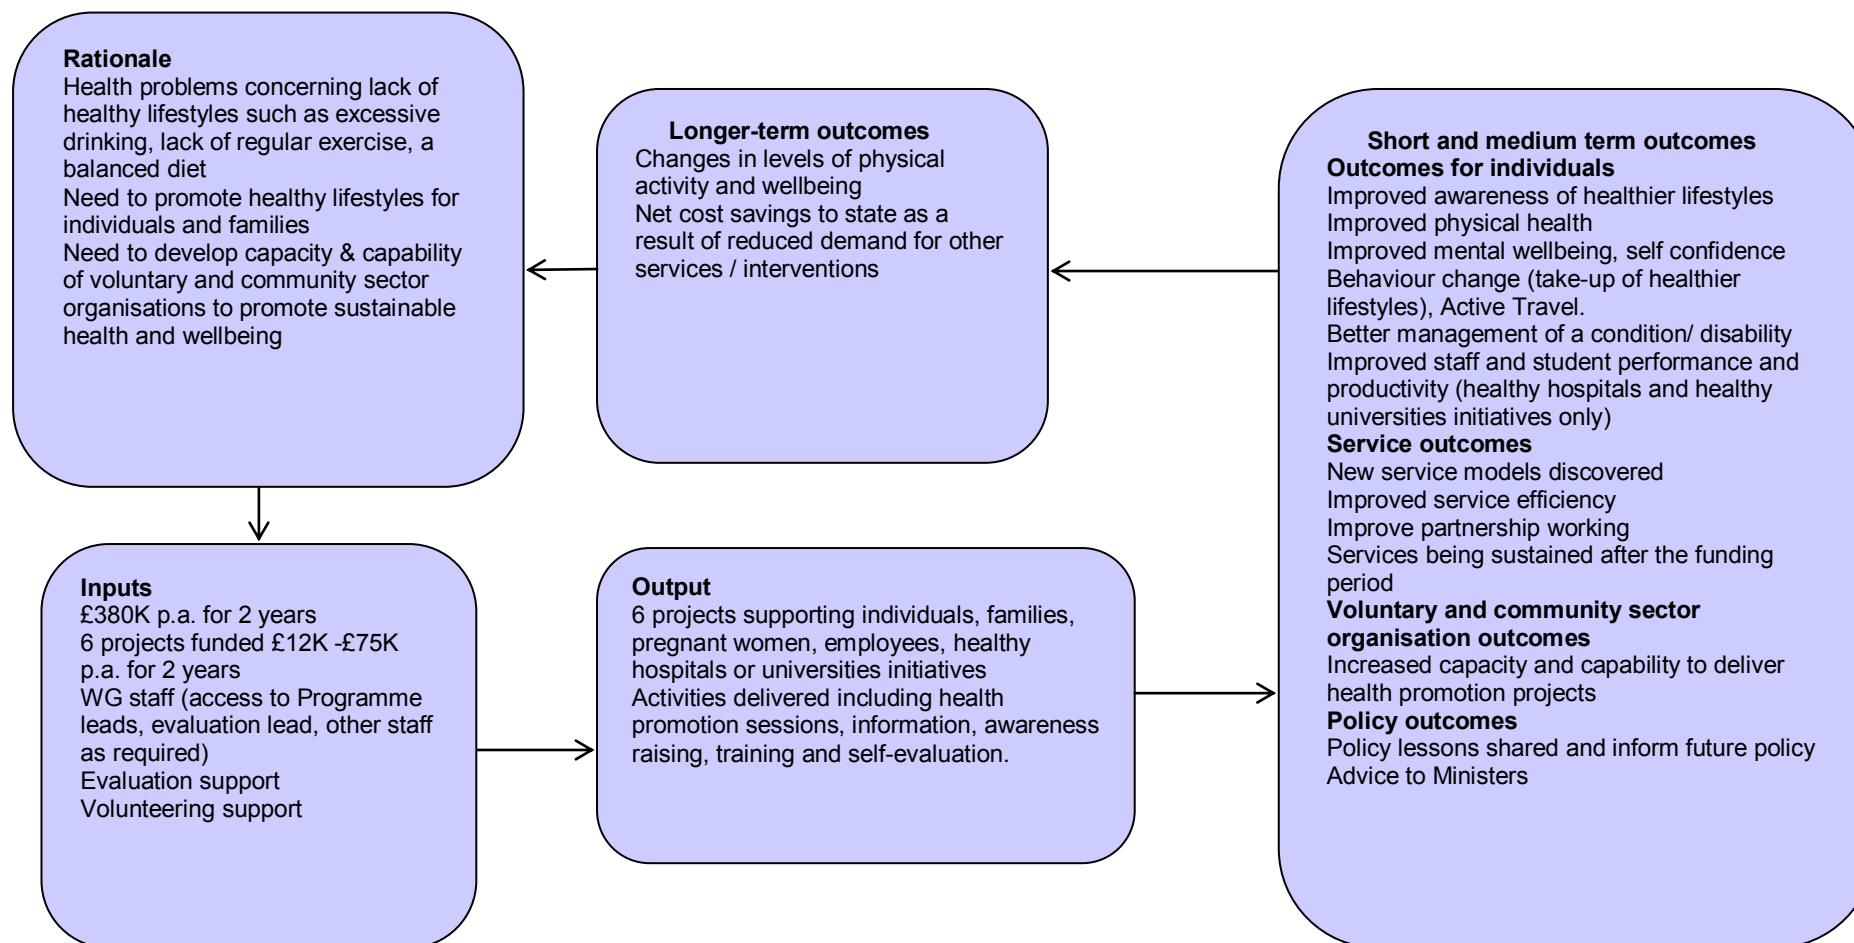 Rationale
Health problems concerning lack of
healthy lifestyles such as excessive
drinking, lack of regular exercise, a
balanced diet
Need to promote healthy lifestyles for
individuals and families
Need to develop capacity & capability
of voluntary and community sector
organisations to promote sustainable
health and wellbeing
Longer-term outcomes
Changes in levels of physical
activity and wellbeing
Net cost savings to state as a
result of reduced demand for other
services / interventions
Short and medium term outcomes
Outcomes for individuals
Improved awareness of healthier lifestyles
Improved physical health
Improved mental wellbeing, self confidence
Behaviour change (take-up of healthier
lifestyles), Active Travel.
Better management of a condition/ disability
Improved staff and student performance and
productivity (healthy hospitals and healthy
universities initiatives only)
Service outcomes
New service models discovered
Improved service efficiency
Improve partnership working
Services being sustained after the funding
period
Voluntary and community sector
organisation outcomes
Increased capacity and capability to deliver
health promotion projects
Policy outcomes
Policy lessons shared and inform future policy
Advice to Ministers
Inputs
£380K p.a. for 2 years
6 projects funded £12K -£75K
p.a. for 2 years
WG staff (access to Programme
leads, evaluation lead, other staff
as required)
Evaluation support
Volunteering support
Output
6 projects supporting individuals, families,
pregnant women, employees, healthy
hospitals or universities initiatives
Activities delivered including health
promotion sessions, information, awareness
raising, training and self-evaluation.